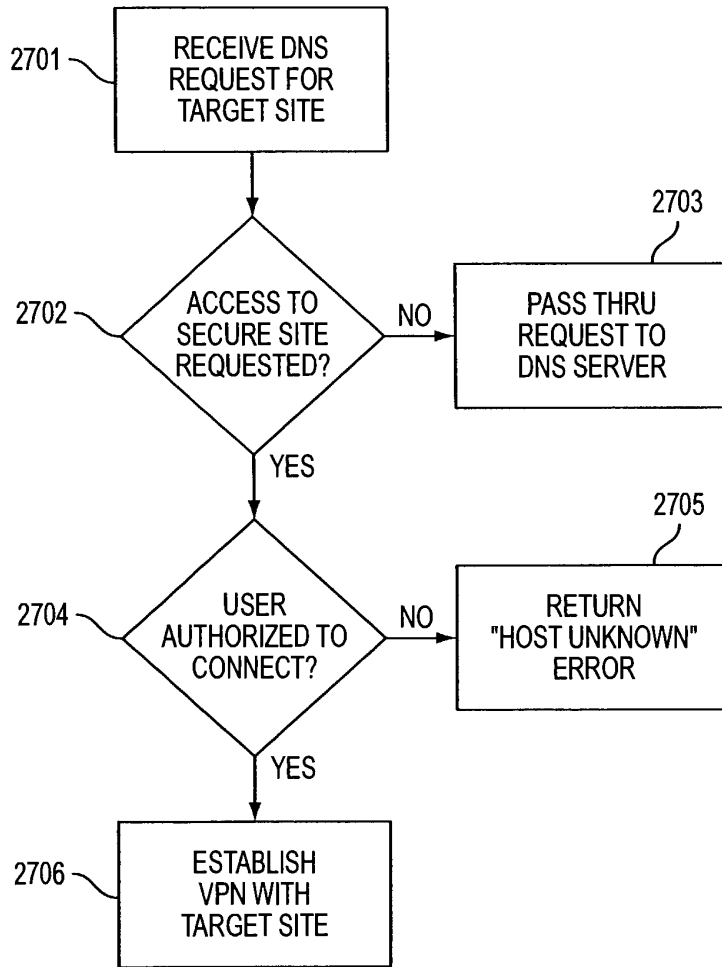 2701
RECEIVE DNS
REQUEST FOR
TARGET SITE
2702
ACCESS TO
SECURE SITE
REQUESTED?
NO
2703
PASS THRU
REQUEST TO
DNS SERVER
YES
2704
USER
AUTHORIZED TO
CONNECT?
NO
2705
RETURN
"HOST UNKNOWN"
ERROR
YES
2706
ESTABLISH
VPN WITH
TARGET SITE